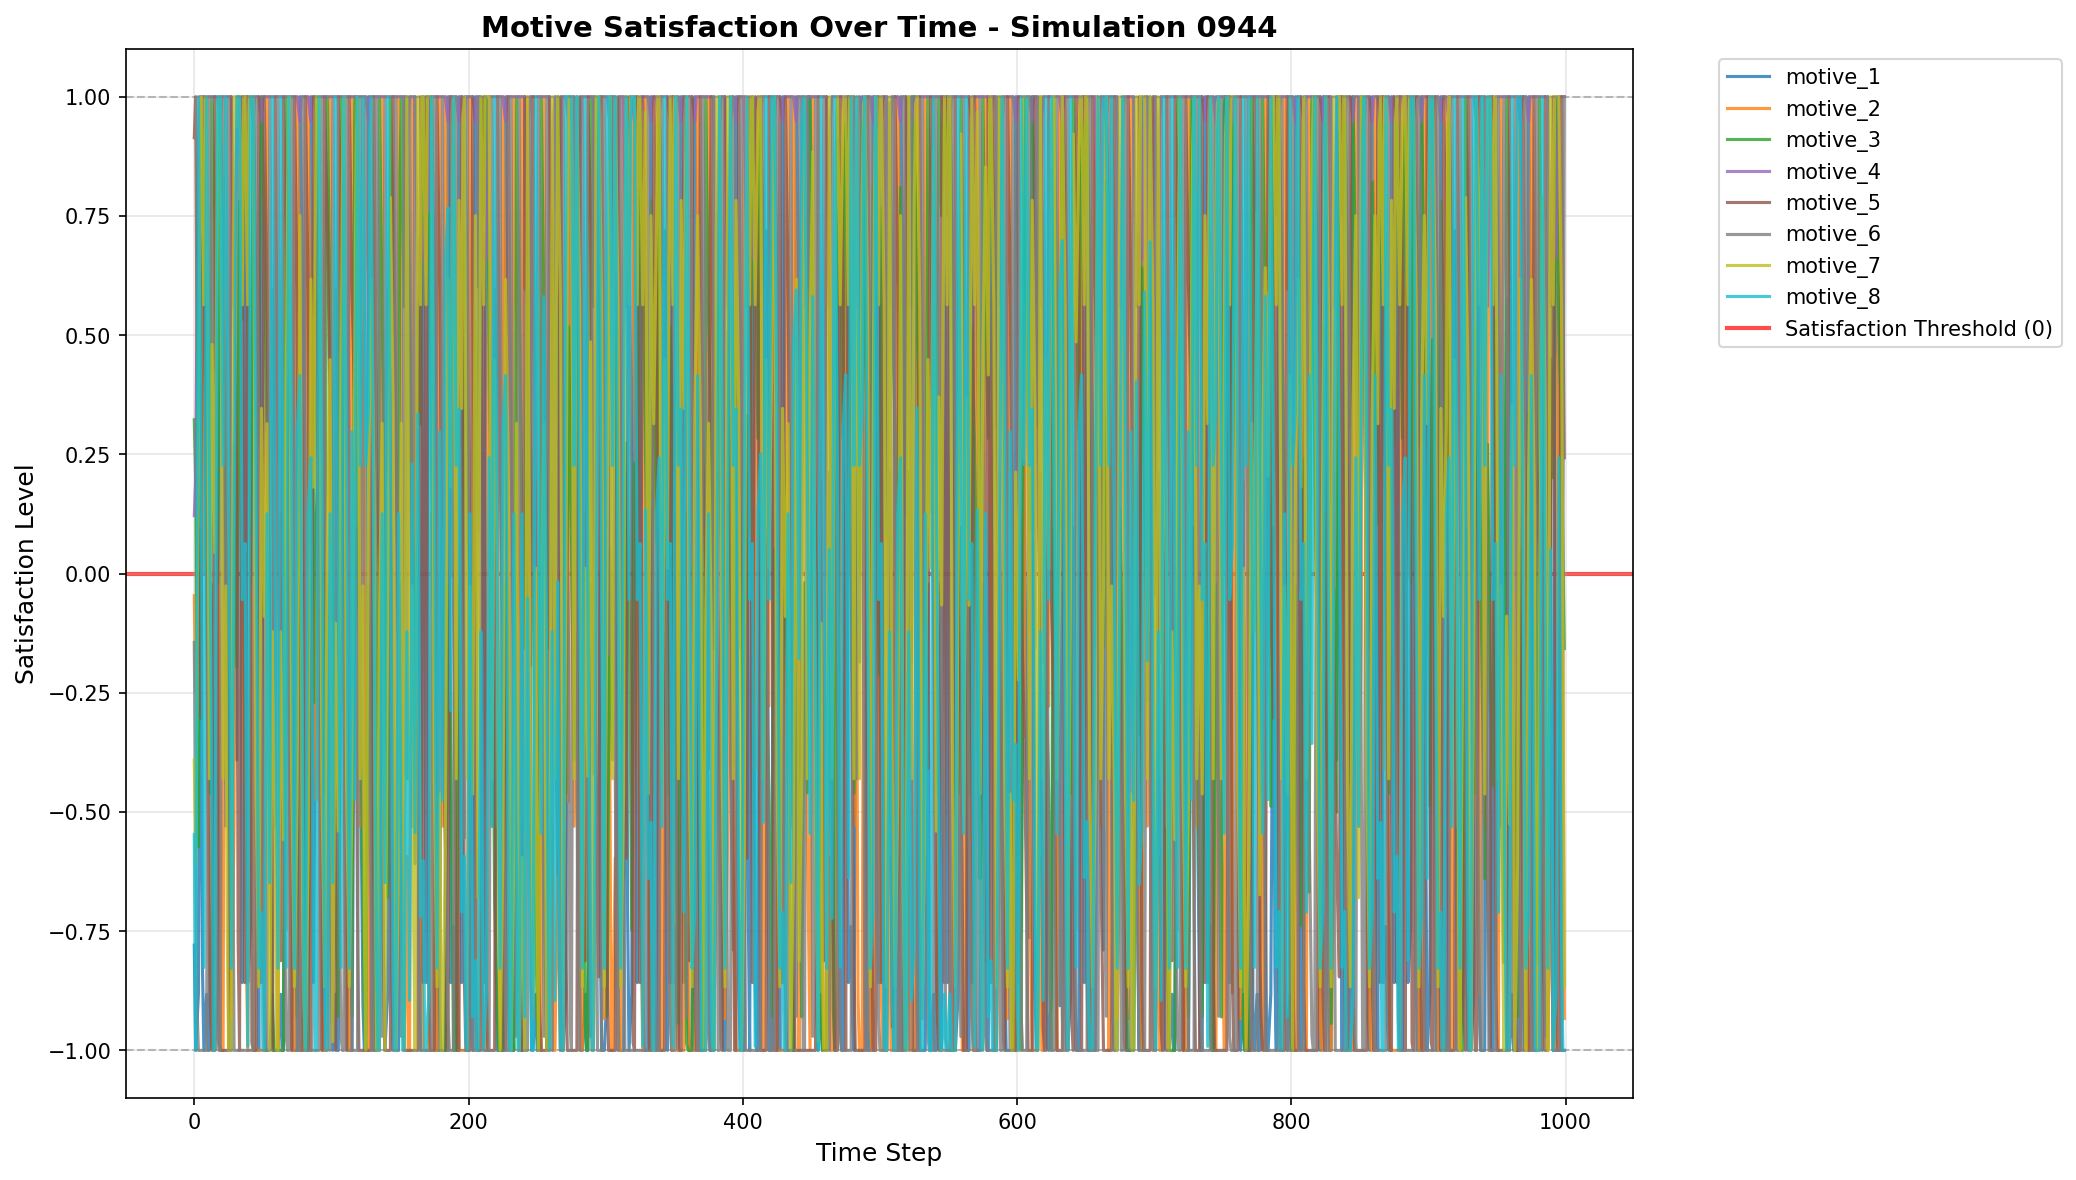 Motive Satisfaction Over Time - Simulation 0944
1.00
0.75
0.50
0.25
0.00
−0.25
−0.50
−0.75
−1.00
Satisfaction Level
0 200 400 600 800 1000
Time Step
motive_1
motive_2
motive_3
motive_4
motive_5
motive_6
motive_7
motive_8
Satisfaction Threshold (0)